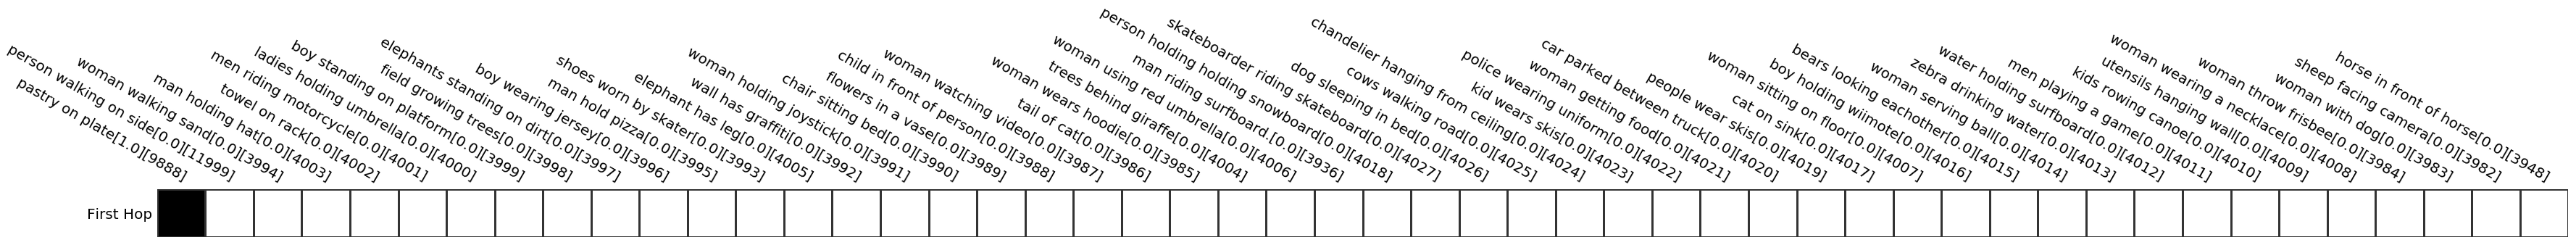 pastry on plate[1.0][9888]
person walking on side[0.0][11999]
woman walking sand[0.0][3994]
man holding hat[0.0][4003]
towel on rack[0.0][4002]
men riding motorcycle[0.0][4001]
ladies holding umbrella[0.0][4000]
boy standing on platform[0.0][3999]
field growing trees[0.0][3998]
elephants standing on dirt[0.0][3997]
boy wearing jersey[0.0][3996]
man hold pizza[0.0][3995]
shoes worn by skater[0.0][3993]
elephant has leg[0.0][4005]
wall has graffiti[0.0][3992]
woman holding joystick[0.0][3991]
chair sitting bed[0.0][3990]
flowers in a vase[0.0][3989]
child in front of person[0.0][3988]
woman watching video[0.0][3987]
tail of cat[0.0][3986]
woman wears hoodie[0.0][3985]
trees behind giraffe[0.0][4004]
woman using red umbrella[0.0][4006]
man riding surfboard.[0.0][3936]
person holding holding snowboard[0.0][4018]
skateboarder riding skateboard[0.0][4027]
dog sleeping in bed[0.0][4026]
cows walking road[0.0][4025]
chandelier hanging from ceiling[0.0][4024]
kid wears skis[0.0][4023]
police wearing uniform[0.0][4022]
woman getting food[0.0][4021]
car parked between truck[0.0][4020]
people wear skis[0.0][4019]
cat on sink[0.0][4017]
woman sitting on floor[0.0][4007]
boy holding wiimote[0.0][4016]
bears looking eachother[0.0][4015]
woman serving ball[0.0][4014]
zebra drinking water[0.0][4013]
water holding surfboard[0.0][4012]
men playing a game[0.0][4011]
kids rowing canoe[0.0][4010]
utensils hanging wall[0.0][4009]
woman wearing a necklace[0.0][4008]
woman throw frisbee[0.0][3984]
woman with dog[0.0][3983]
sheep facing camera[0.0][3982]
horse in front of horse[0.0][3948]
First Hop